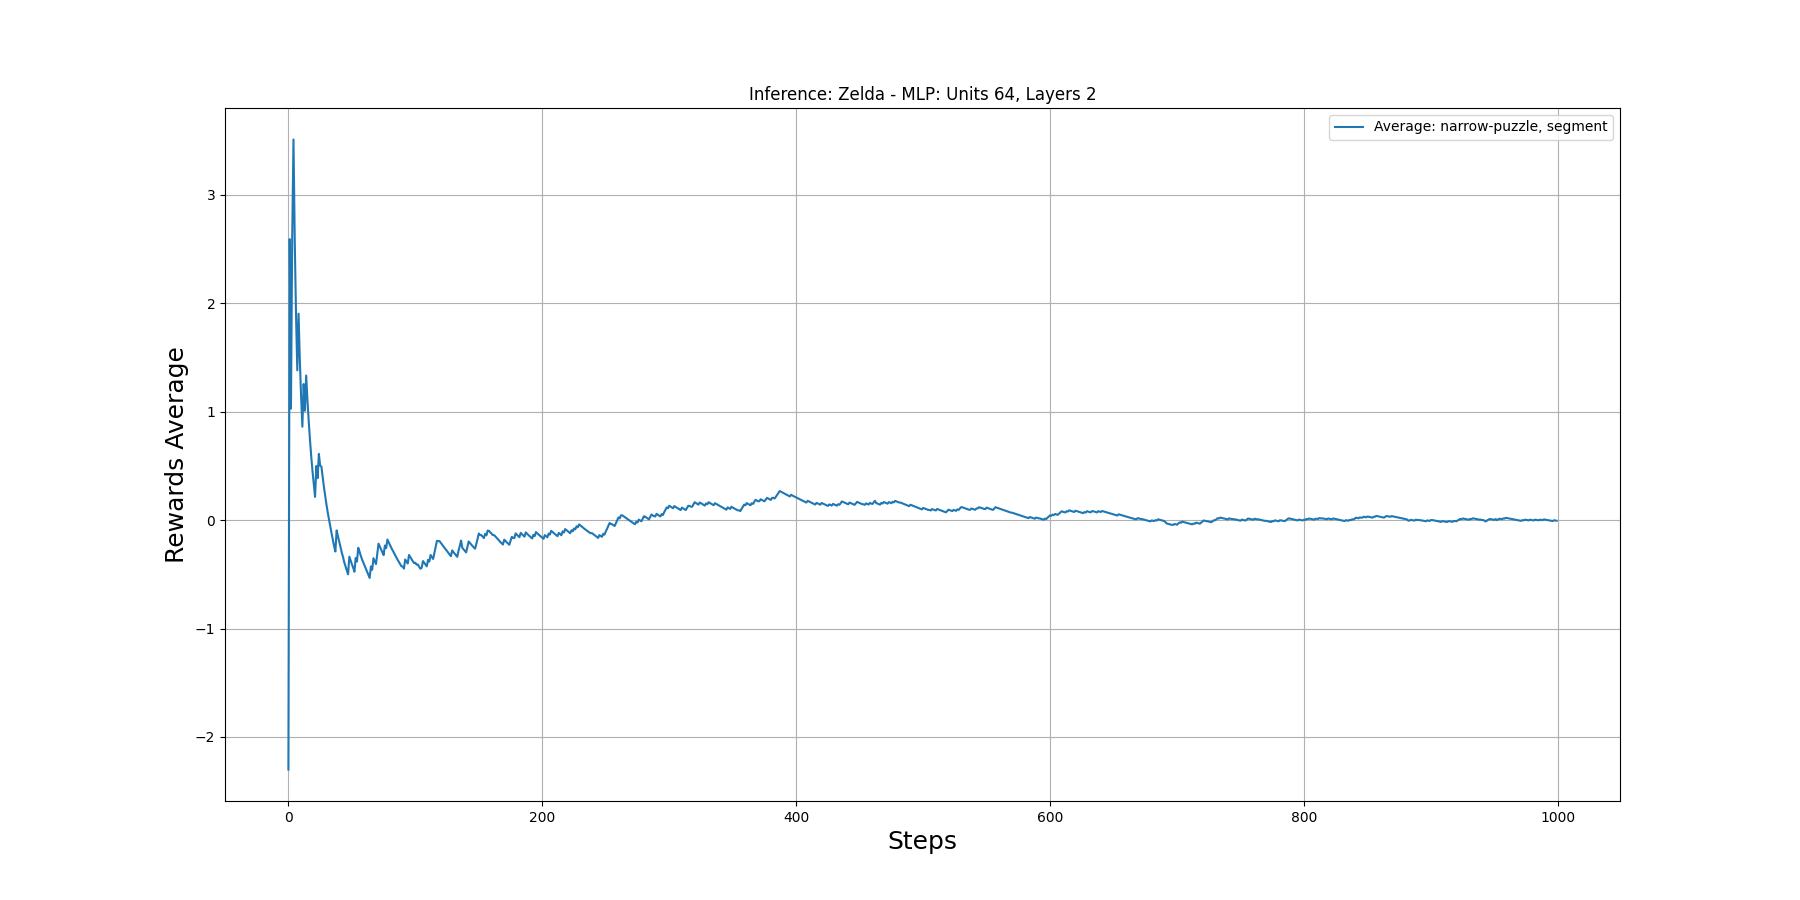 Inference: Zelda - MLP: Units 64, Layers 2
Average: narrow-puzzle, segment
Rewards Average
3
2
1
0
−1
−2
0 200 400 600 800 1000
Steps